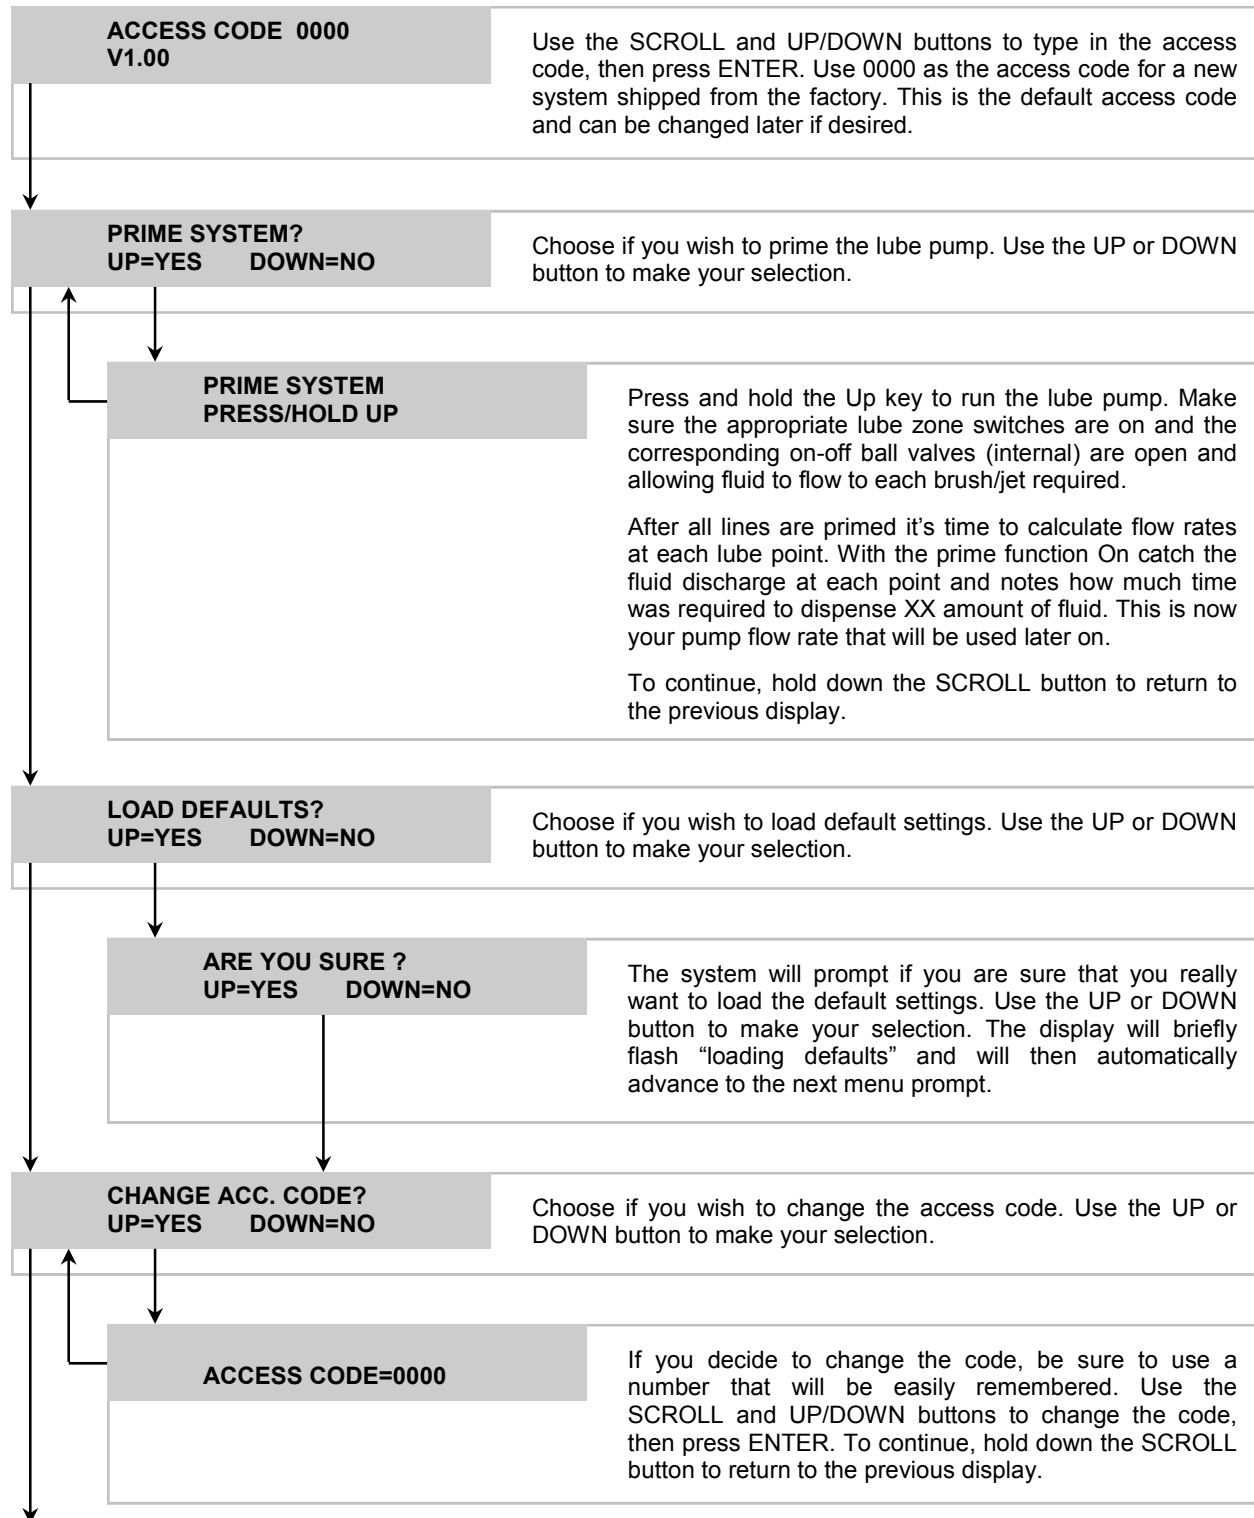 ACCESS CODE 0000
V1.00
Use the SCROLL and UP/DOWN buttons to type in the access
code, then press ENTER. Use 0000 as the access code for a new
system shipped from the factory. This is the default access code
and can be changed later if desired.
PRIME SYSTEM?
UP=YES DOWN=NO
Choose if you wish to prime the lube pump. Use the UP or DOWN
button to make your selection.
PRIME SYSTEM
PRESS/HOLD UP
Press and hold the Up key to run the lube pump. Make
sure the appropriate lube zone switches are on and the
corresponding on-off ball valves (internal) are open and
allowing fluid to flow to each brush/jet required.
After all lines are primed it’s time to calculate flow rates
at each lube point. With the prime function On catch the
fluid discharge at each point and notes how much time
was required to dispense XX amount of fluid. This is now
your pump flow rate that will be used later on.
To continue, hold down the SCROLL button to return to
the previous display.
LOAD DEFAULTS?
UP=YES DOWN=NO
Choose if you wish to load default settings. Use the UP or DOWN
button to make your selection.
ARE YOU SURE ?
UP=YES DOWN=NO
The system will prompt if you are sure that you really
want to load the default settings. Use the UP or DOWN
button to make your selection. The display will briefly
flash “loading defaults” and will then automatically
advance to the next menu prompt.
CHANGE ACC. CODE?
UP=YES DOWN=NO
Choose if you wish to change the access code. Use the UP or
DOWN button to make your selection.
ACCESS CODE=0000
If you decide to change the code, be sure to use a
number that will be easily remembered. Use the
SCROLL and UP/DOWN buttons to change the code,
then press ENTER. To continue, hold down the SCROLL
button to return to the previous display.